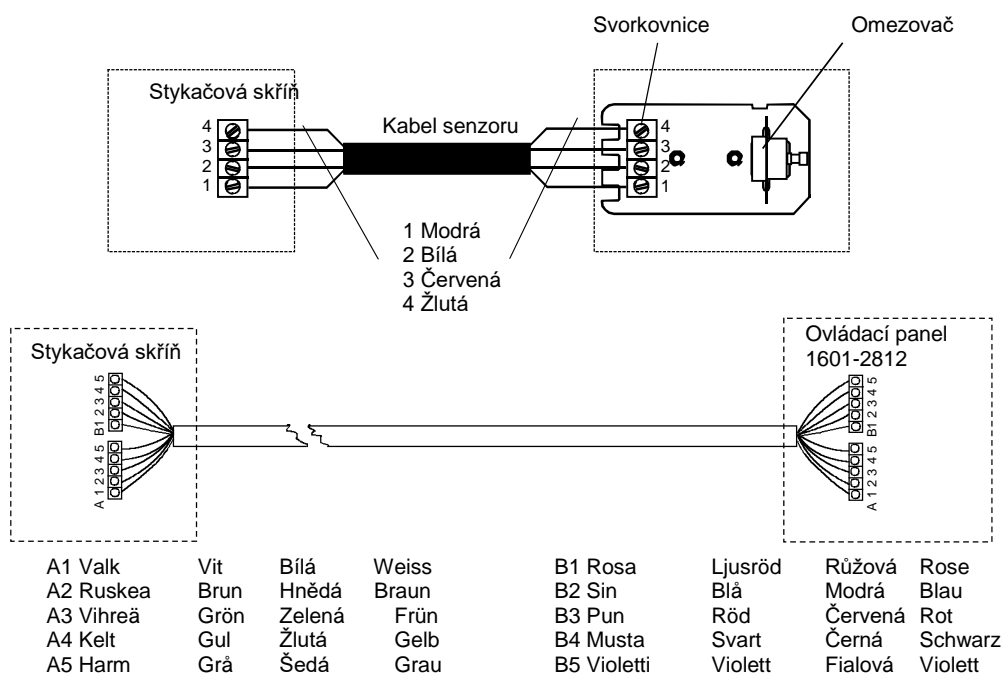 Svorkovnice Omezovač
Stykačová skříň
Kabel senzoru
4 4
3 3
2 2
1 1
1 Modrá
2 Bílá
3 Červená
4 Žlutá
Stykačová skříň
Ovládací panel
1601-2812
B1 2 3 4 5
A 1 2 3 4 5
B1 2 3 4 5
A 1 2 3 4 5
A1 Valk Vit Bílá Weiss B1 Rosa Ljusröd Růžová Rose
A2 Ruskea Brun Hnědá Braun B2 Sin Blå Modrá Blau
A3 Vihreä Grön Zelená Frün B3 Pun Röd Červená Rot
A4 Kelt Gul Žlutá Gelb B4 Musta Svart Černá Schwarz
A5 Harm Grå Šedá Grau B5 Violetti Violett Fialová Violett